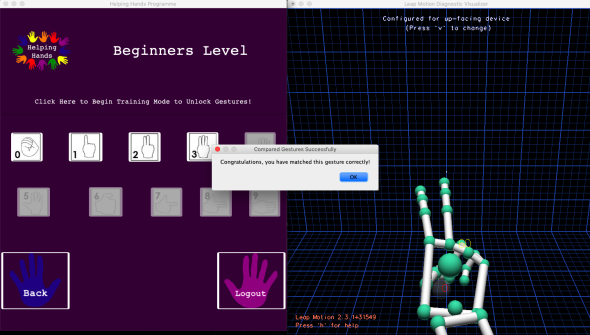 Helping Hands Programme
Leap Motion Diagnostic Visualizer
Configured for up-facing device
(Press 'v' to change)
Helping
Hands
Beginners Level
Click Here to Begin Training Mode to Unlock Gestures!
0
1
2
3
Compared Gestures Successfully
Congratulations, you have matched this gesture correctly!
OK
5
6
7
8
9
Back
Logout
Leap Motion 2.3.1+31549
Press 'h' for help